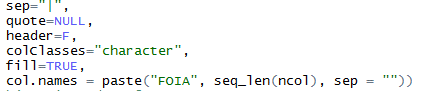 sep="|",
quote=NULL,
header=F,
colClasses="character",
fill=TRUE,
col.names = paste("FOIA", seq_len(ncol), sep = ""))